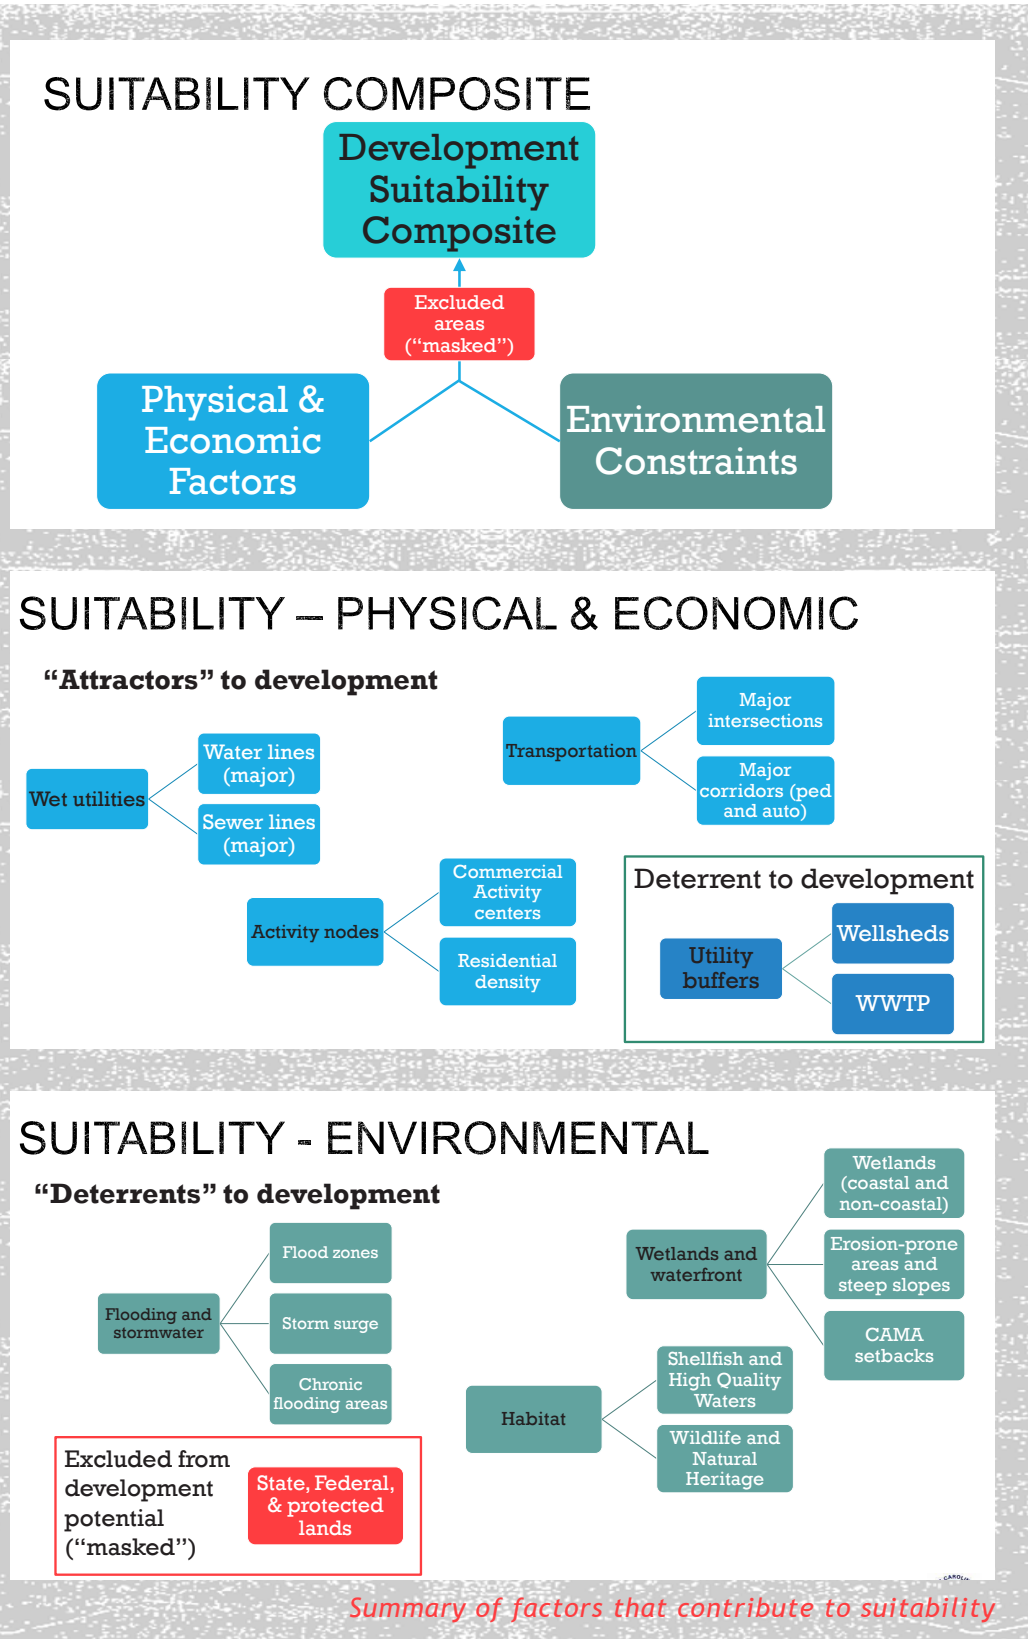 SUITABILITY COMPOSITE
Development
Suitability
Composite
Excluded
areas
(“masked”)
Physical &
Economic
Factors
Environmental
Constraints
SUITABILITY – PHYSICAL & ECONOMIC
“Attractors” to development
Wet utilities
Water lines
(major)
Sewer lines
(major)
Transportation
Major
intersections
Major
corridors (ped
and auto)
Activity nodes
Commercial
Activity
centers
Residential
density
Deterrent to development
Utility
buffers
Wellsheds
WWTP
SUITABILITY - ENVIRONMENTAL
“Deterrents” to development
Flooding and
stormwater
Flood zones
Storm surge
Chronic
flooding areas
Wetlands and
waterfront
Wetlands
(coastal and
non-coastal)
Erosion-prone
areas and
steep slopes
CAMA
setbacks
Habitat
Shellfish and
High Quality
Waters
Wildlife and
Natural
Heritage
Excluded from
development
potential
(“masked”)
State, Federal,
& protected
lands
Summary of factors that contribute to suitability